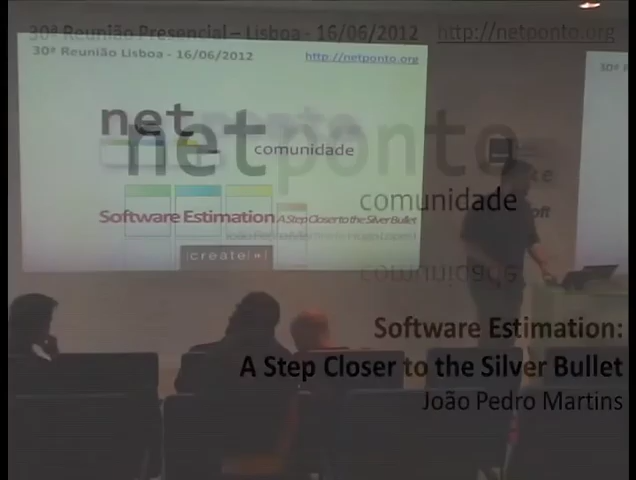 30ª Reunião Presencial – Lisboa - 16/06/2012 http://netponto.org
30ª Reunião Lisboa - 16/06/2012 http://netponto.org
net
comunidade
netponto
comunidade
Software Estimation A Step Closer to the Silver Bullet
create|it|
Software Estimation:
A Step Closer to the Silver Bullet
João Pedro Martins